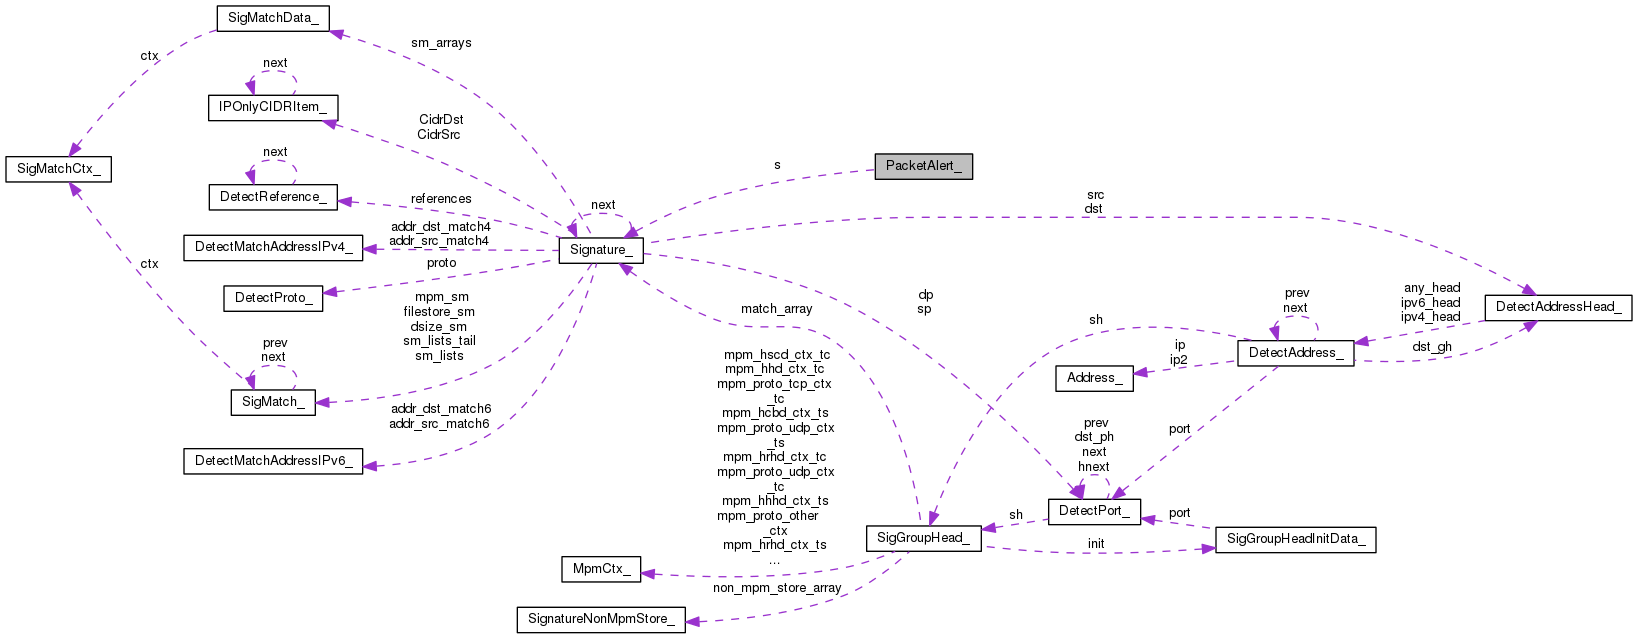 SigMatchData_
sm_arrays
ctx
next
IPOnlyCIDRItem_
CidrDst
CidrSrc
SigMatchCtx_
next
PacketAlert_
s
DetectReference_
references
next
src
dst
addr_dst_match4
addr_src_match4
DetectMatchAddressIPv4_
Signature_
ctx
proto
DetectProto_
mpm_sm
filestore_sm
dsize_sm
sm_lists_tail
sm_lists
dp
sp
match_array
sh
prev
next
any_head
ipv6_head
ipv4_head
DetectAddressHead_
prev
next
SigMatch_
ip
ip2
DetectAddress_
dst_gh
Address_
mpm_hscd_ctx_tc
mpm_hhd_ctx_tc
mpm_proto_tcp_ctx
_tc
mpm_hcbd_ctx_ts
mpm_proto_udp_ctx
_ts
mpm_hrhd_ctx_tc
mpm_proto_udp_ctx
_tc
mpm_hhhd_ctx_ts
mpm_proto_other
_ctx
mpm_hrhd_ctx_ts
...
addr_dst_match6
addr_src_match6
DetectMatchAddressIPv6_
prev
dst_ph
next
hnext
port
DetectPort_
sh
port
SigGroupHead_
init
SigGroupHeadInitData_
MpmCtx_
non_mpm_store_array
SignatureNonMpmStore_